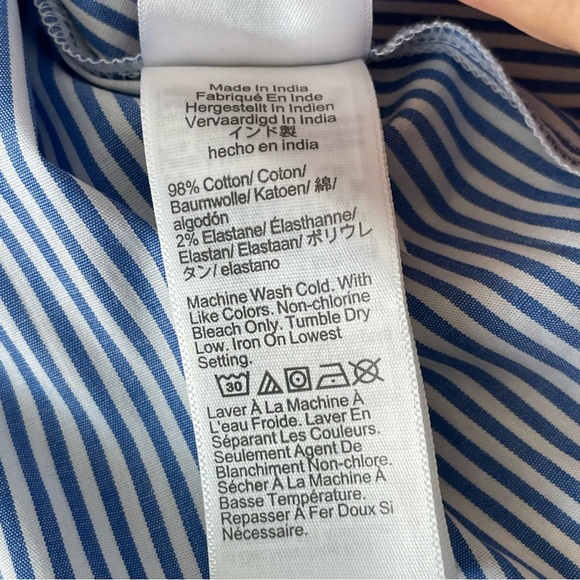 Made In India
Fabriqué En Inde
Hergestellt In Indien
Vervaardigd In India
インド製
hecho en india
98% Cotton/ Coton/
Baumwolle/ Katoen/ 綿/
algodón
2% Elastane/ Élasthanne/
Elastan/ Elastaan/ ポリウレ
タン/ elastano
Machine Wash Cold. With
Like Colors. Non-chlorine
Bleach Only. Tumble Dry
Low. Iron On Lowest
Setting.
30
Laver À La Machine À
L'eau Froide. Laver En
Séparant Les Couleurs.
Seulement Agent De
Blanchiment Non-chlore.
Sécher À La Machine À
Basse Température.
Repasser À Fer Doux Si
Nécessaire.